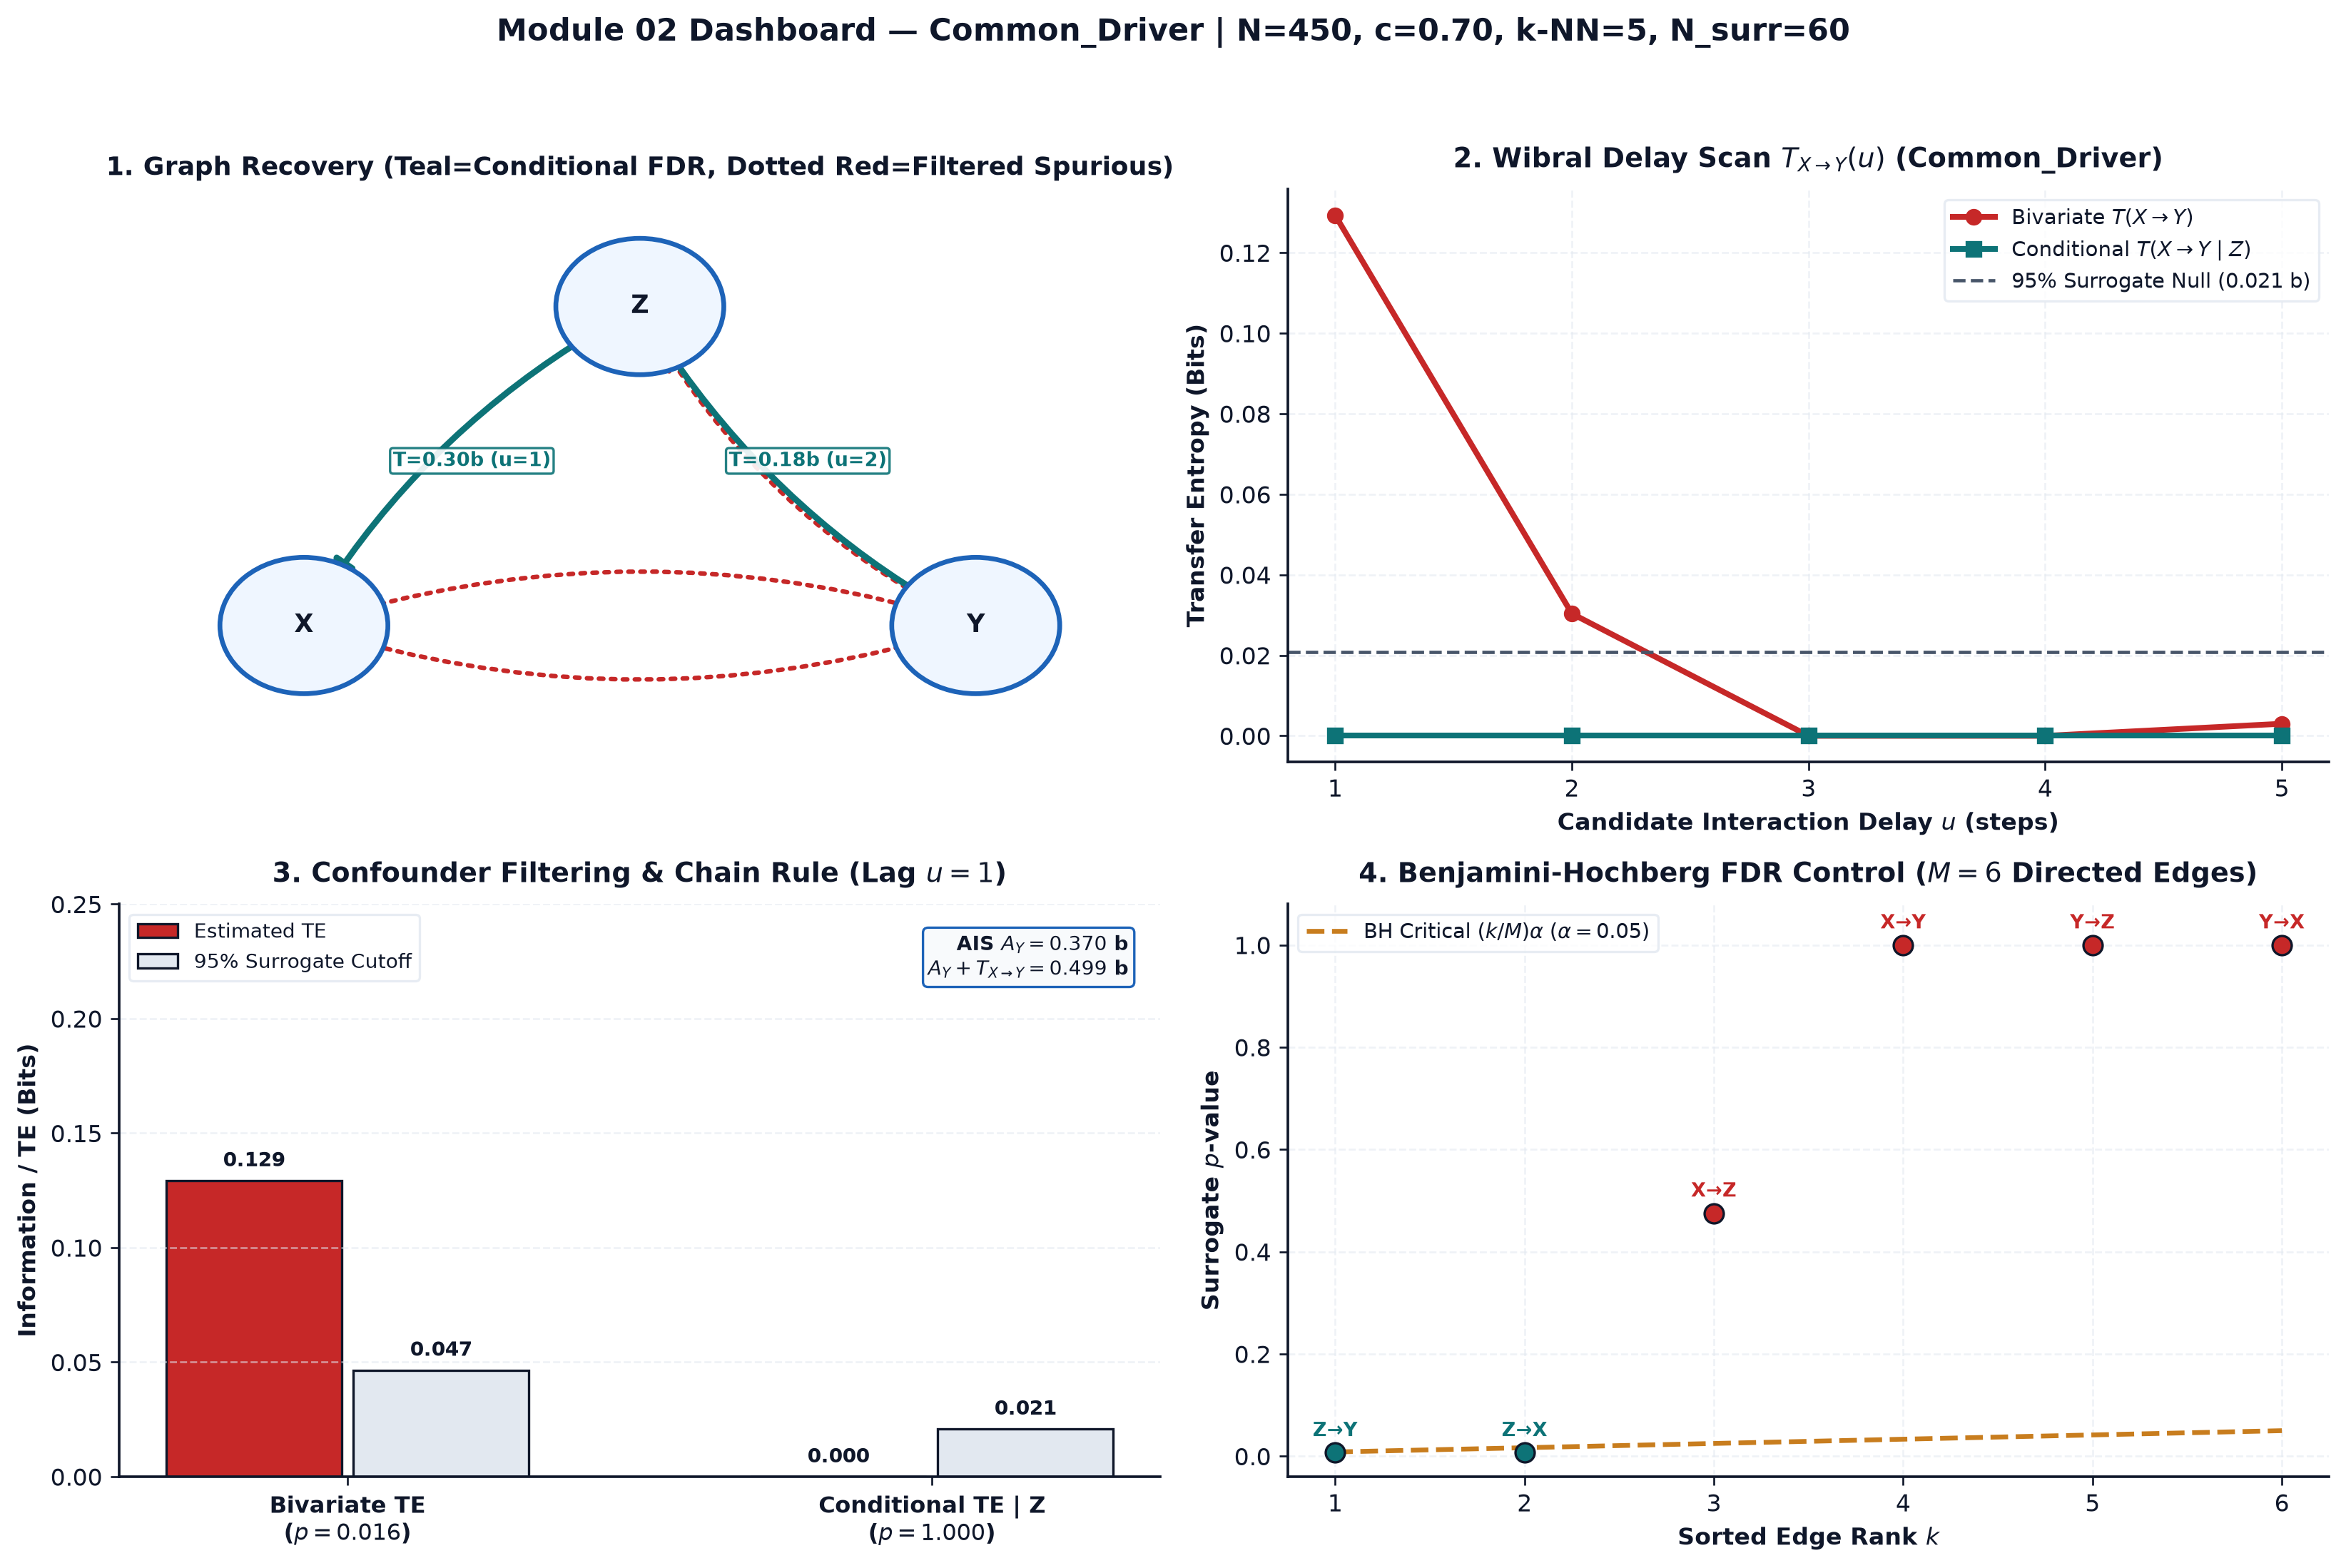 Module 02 Dashboard — Common_Driver | N=450, c=0.70, k-NN=5, N_surr=60
1. Graph Recovery (Teal=Conditional FDR, Dotted Red=Filtered Spurious)
Z
T=0.30b (u=1)
T=0.18b (u=2)
X
Y
2. Wibral Delay Scan T_{X→Y}(u) (Common_Driver)
Bivariate T(X→Y)
Conditional T(X→Y | Z)
95% Surrogate Null (0.021 b)
Transfer Entropy (Bits)
0.12
0.10
0.08
0.06
0.04
0.02
0.00
1 2 3 4 5
Candidate Interaction Delay u (steps)
3. Confounder Filtering & Chain Rule (Lag u = 1)
Estimated TE
95% Surrogate Cutoff
AIS A_Y = 0.370 b
A_Y + T_{X→Y} = 0.499 b
Information / TE (Bits)
0.25
0.20
0.15
0.10
0.05
0.00
0.129
0.047
0.000
0.021
Bivariate TE
(p = 0.016)
Conditional TE | Z
(p = 1.000)
4. Benjamini-Hochberg FDR Control (M = 6 Directed Edges)
BH Critical (k/M)α (α = 0.05)
Surrogate p-value
1.0
0.8
0.6
0.4
0.2
0.0
Z→Y
Z→X
X→Z
X→Y
Y→Z
Y→X
1 2 3 4 5 6
Sorted Edge Rank k